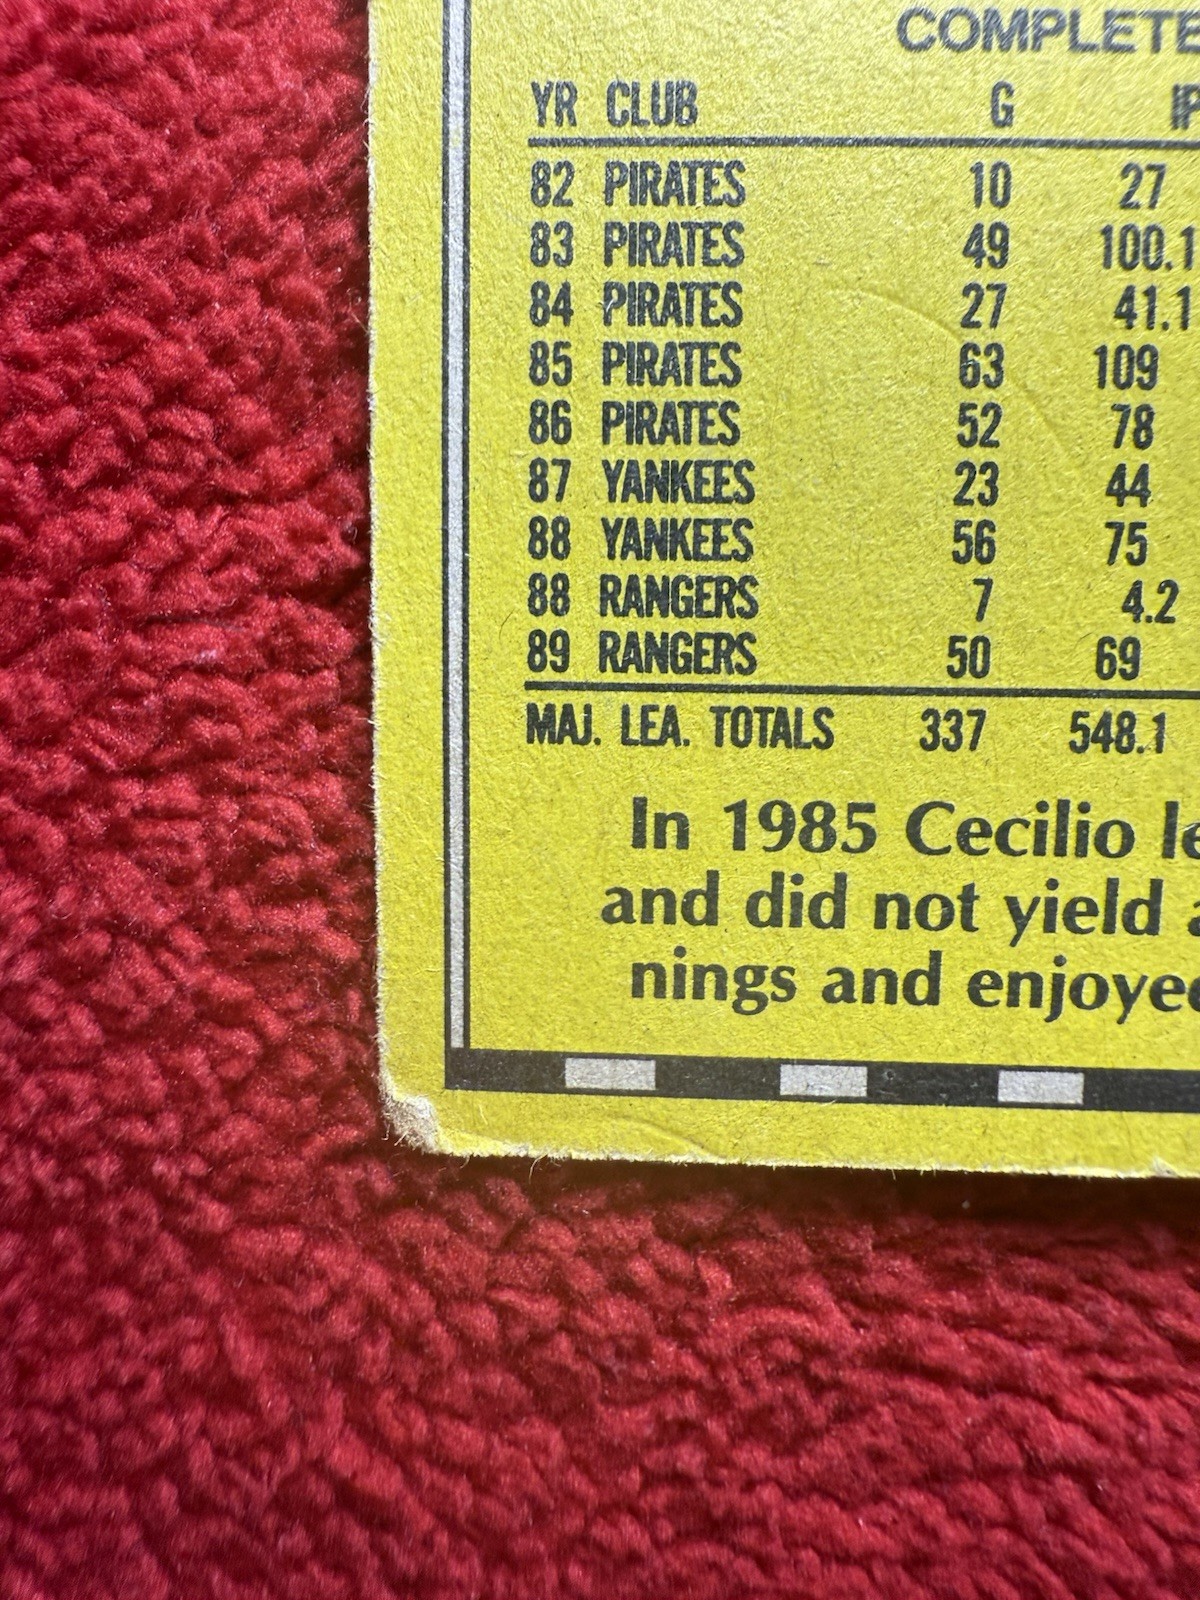 COMPLETE
YR CLUB G IP
82 PIRATES 10 27
83 PIRATES 49 100.1
84 PIRATES 27 41.1
85 PIRATES 63 109
86 PIRATES 52 78
87 YANKEES 23 44
88 YANKEES 56 75
88 RANGERS 7 4.2
89 RANGERS 50 69
MAJ. LEA. TOTALS 337 548.1
In 1985 Cecilio le
and did not yield a
nings and enjoyed